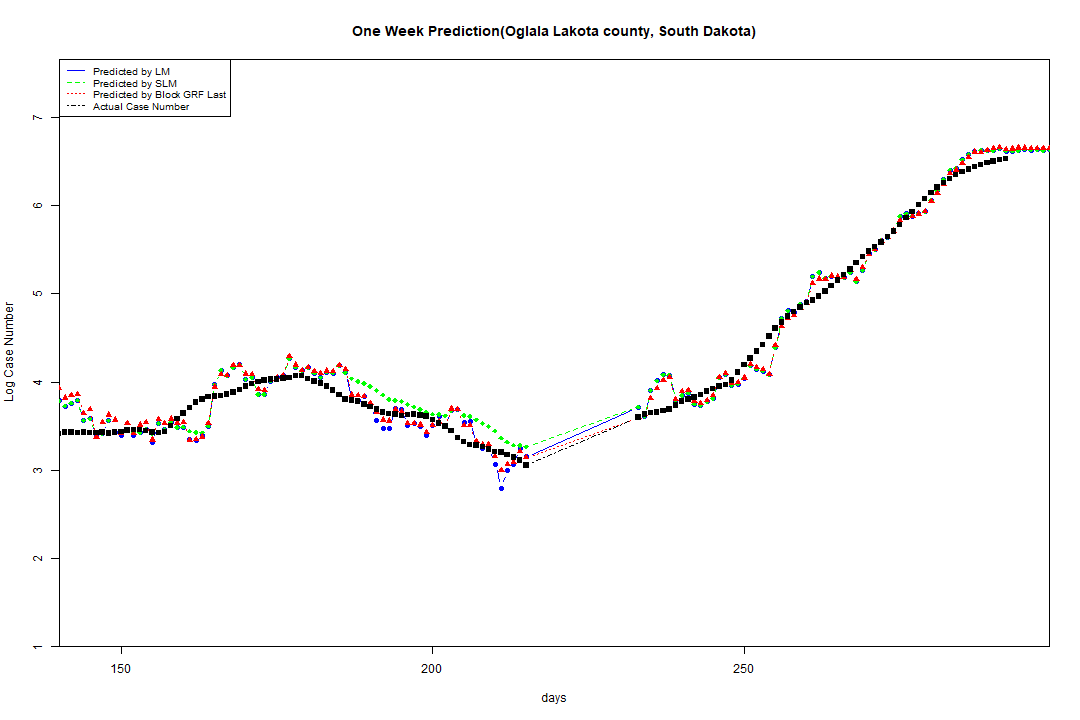 One Week Prediction(Oglala Lakota county, South Dakota)
Predicted by LM
Predicted by SLM
Predicted by Block GRF Last
Actual Case Number
7
6
5
4
3
2
1
Log Case Number
150
200
250
days